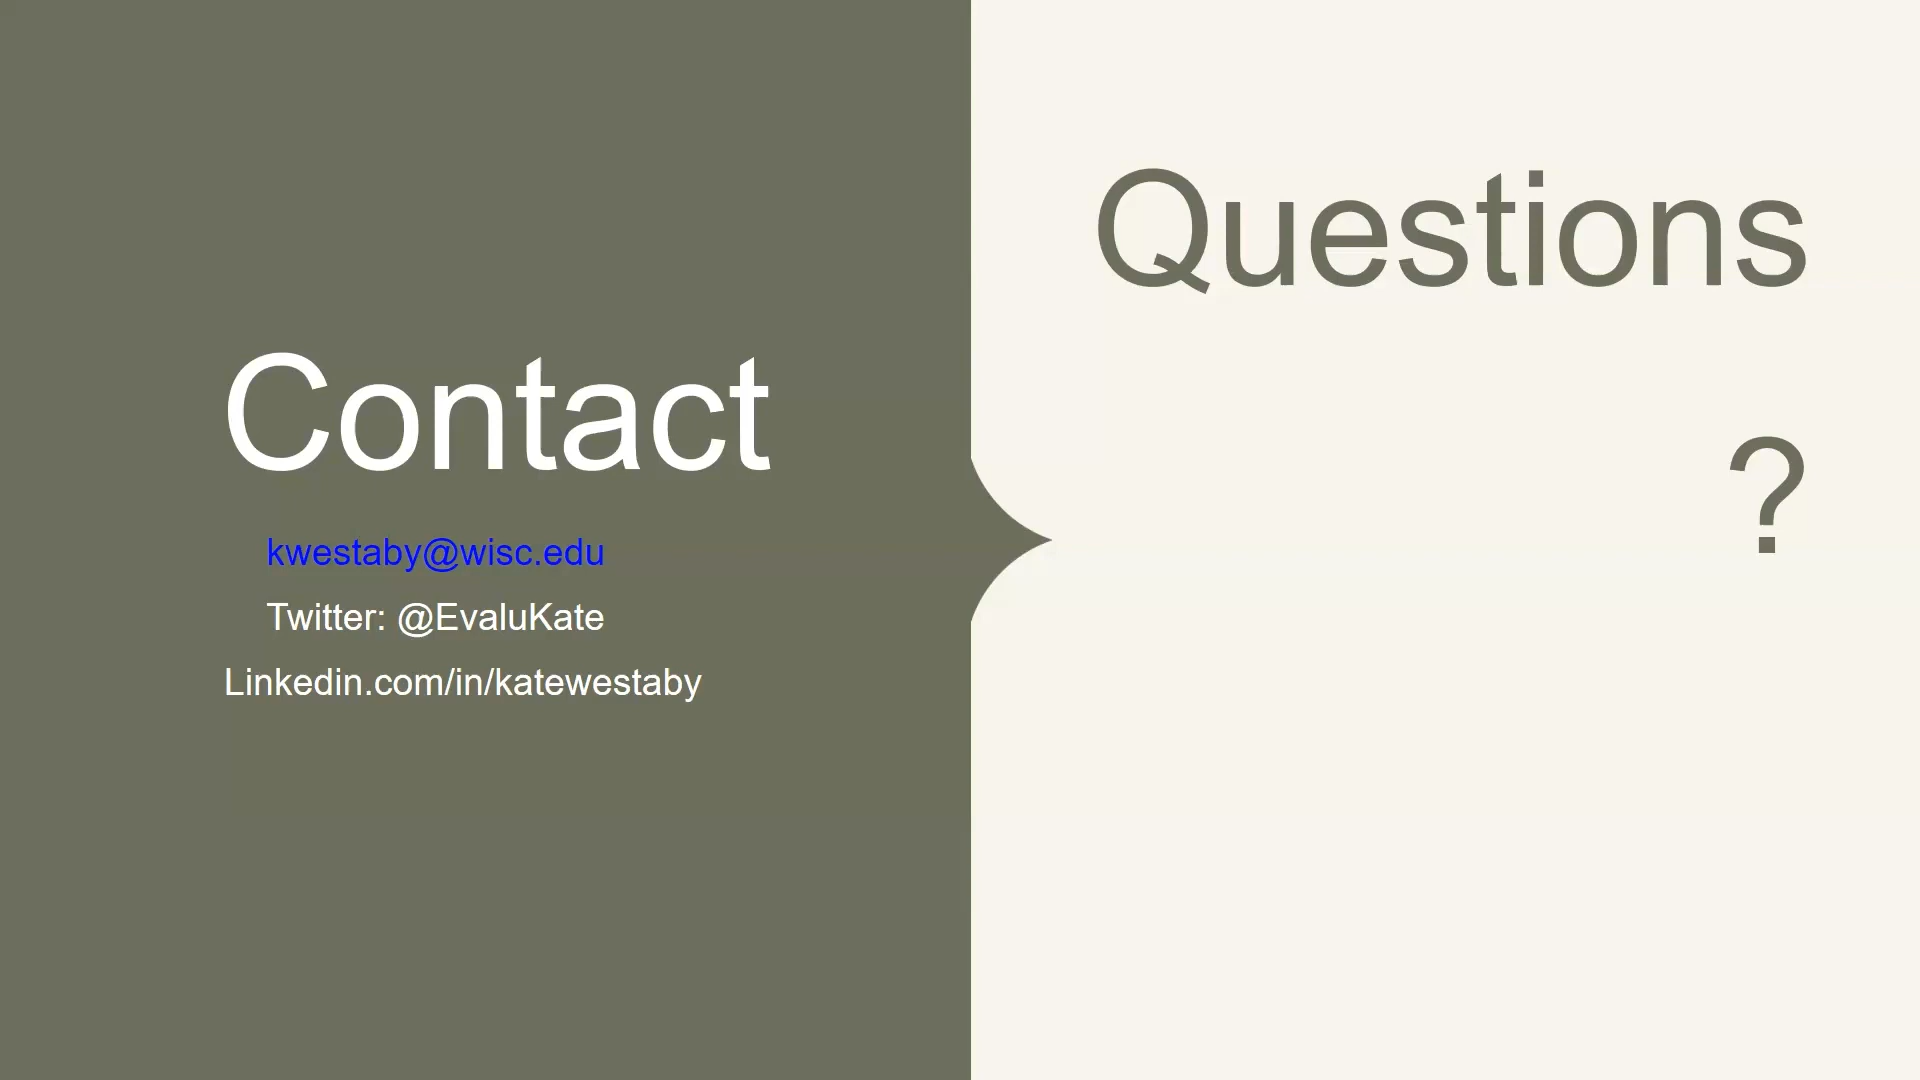 Contact
kwestaby@wisc.edu
Twitter: @EvaluKate
Linkedin.com/in/katewestaby
Questions
?